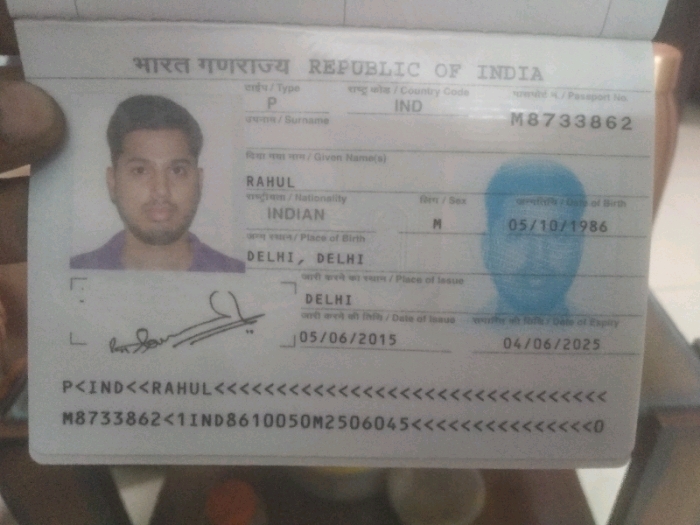 भारत गणराज्य REPUBLIC OF INDIA
टाईप / Type राष्ट्र कोड / Country Code पासपोर्ट नं. / Passport No.
P IND M8733862
उपनाम / Surname
दिया गया नाम / Given Name(s)
RAHUL
राष्ट्रीयता / Nationality लिंग / Sex जन्मतिथि / Date of Birth
INDIAN M 05/10/1986
जन्म स्थान / Place of Birth
DELHI, DELHI
जारी करने का स्थान / Place of Issue
DELHI
जारी करने की तिथि / Date of Issue समाप्ति की तिथि / Date of Expiry
05/06/2015 04/06/2025
P<IND<<RAHUL<<<<<<<<<<<<<<<<<<<<<<<<<<<<<<<<
M8733862<1IND8610050M2506045<<<<<<<<<<<<<<<0